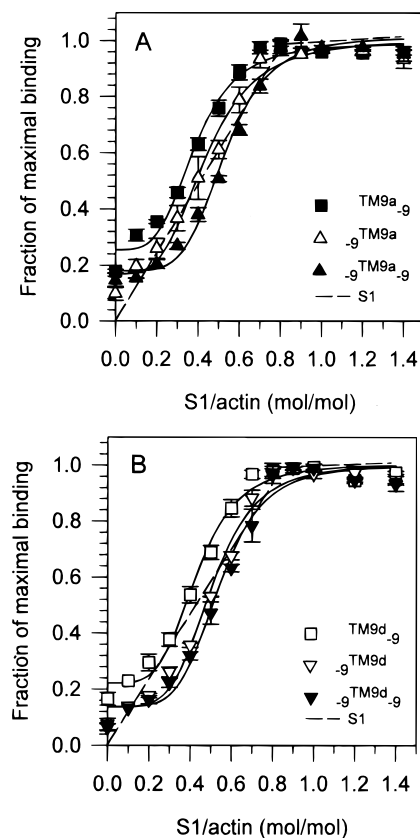 A
Fraction of maximal binding
1.0
0.8
0.6
0.4
0.2
0.0
TM9a-9
-9TM9a
-9TM9a-9
S1
0.0 0.2 0.4 0.6 0.8 1.0 1.2 1.4
S1/actin (mol/mol)
B
Fraction of maximal binding
1.0
0.8
0.6
0.4
0.2
0.0
TM9d-9
-9TM9d
-9TM9d-9
S1
0.0 0.2 0.4 0.6 0.8 1.0 1.2 1.4
S1/actin (mol/mol)